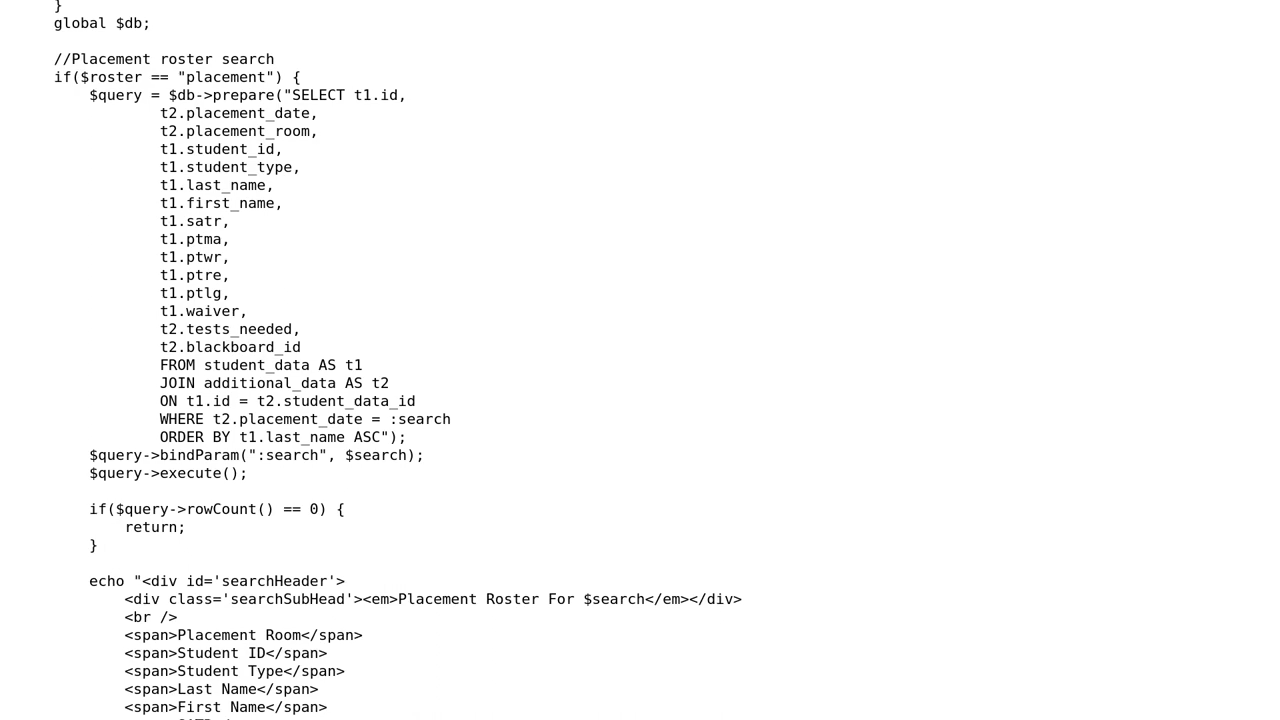 }
global $db;

//Placement roster search
if($roster == "placement") {
    $query = $db->prepare("SELECT t1.id,
            t2.placement_date,
            t2.placement_room,
            t1.student_id,
            t1.student_type,
            t1.last_name,
            t1.first_name,
            t1.satr,
            t1.ptma,
            t1.ptwr,
            t1.ptre,
            t1.ptlg,
            t1.waiver,
            t2.tests_needed,
            t2.blackboard_id
            FROM student_data AS t1
            JOIN additional_data AS t2
            ON t1.id = t2.student_data_id
            WHERE t2.placement_date = :search
            ORDER BY t1.last_name ASC");
    $query->bindParam(":search", $search);
    $query->execute();

    if($query->rowCount() == 0) {
        return;
    }

    echo "<div id='searchHeader'>
        <div class='searchSubHead'><em>Placement Roster For $search</em></div>
        <br />
        <span>Placement Room</span>
        <span>Student ID</span>
        <span>Student Type</span>
        <span>Last Name</span>
        <span>First Name</span>